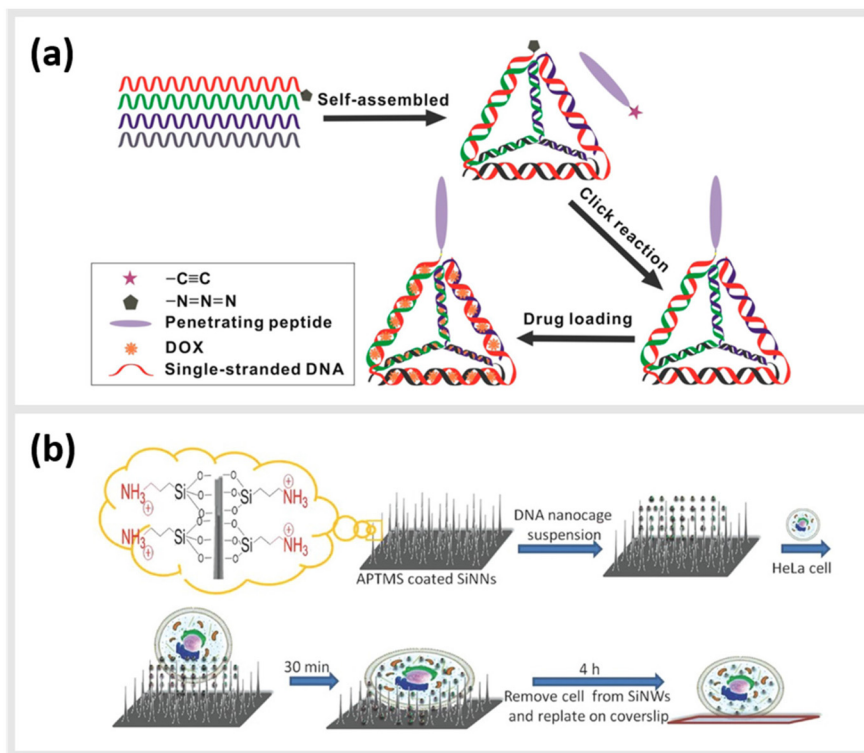 (a)
Self-assembled
Click reaction
–C≡C
–N=N=N
Penetrating peptide
DOX
Single-stranded DNA
Drug loading
(b)
NH3
+
Si
O
O
O
O
O
O
Si
NH3
+
NH3
+
Si
O
O
O
O
O
O
Si
NH3
+
APTMS coated SiNNs
DNA nanocage
suspension
HeLa cell
30 min
4 h
Remove cell from SiNWs
and replate on coverslip